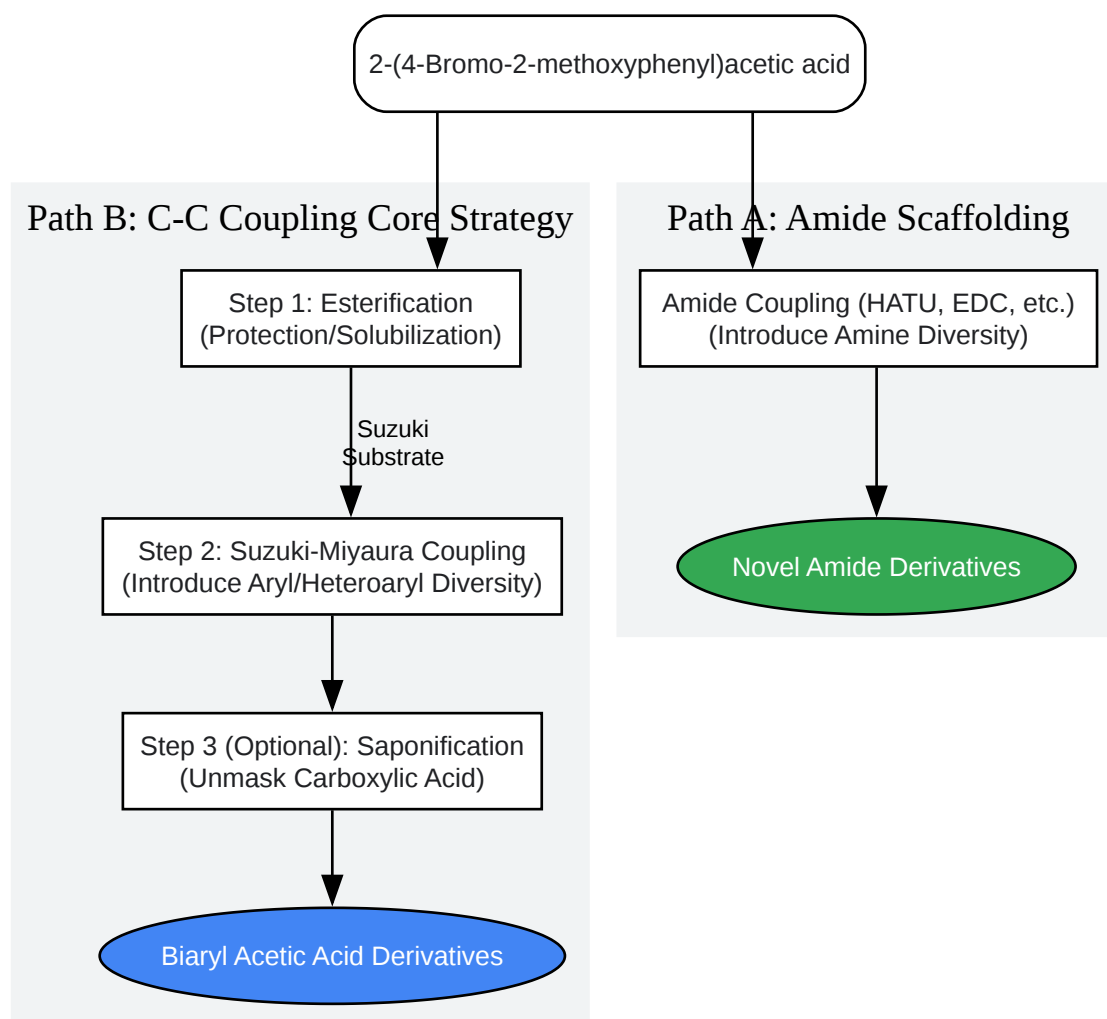 2-(4-Bromo-2-methoxyphenyl)acetic acid
Path B: C-C Coupling Core Strategy
Step 1: Esterification
(Protection/Solubilization)
Suzuki
Substrate
Step 2: Suzuki-Miyaura Coupling
(Introduce Aryl/Heteroaryl Diversity)
Step 3 (Optional): Saponification
(Unmask Carboxylic Acid)
Biaryl Acetic Acid Derivatives
Path A: Amide Scaffolding
Amide Coupling (HATU, EDC, etc.)
(Introduce Amine Diversity)
Novel Amide Derivatives